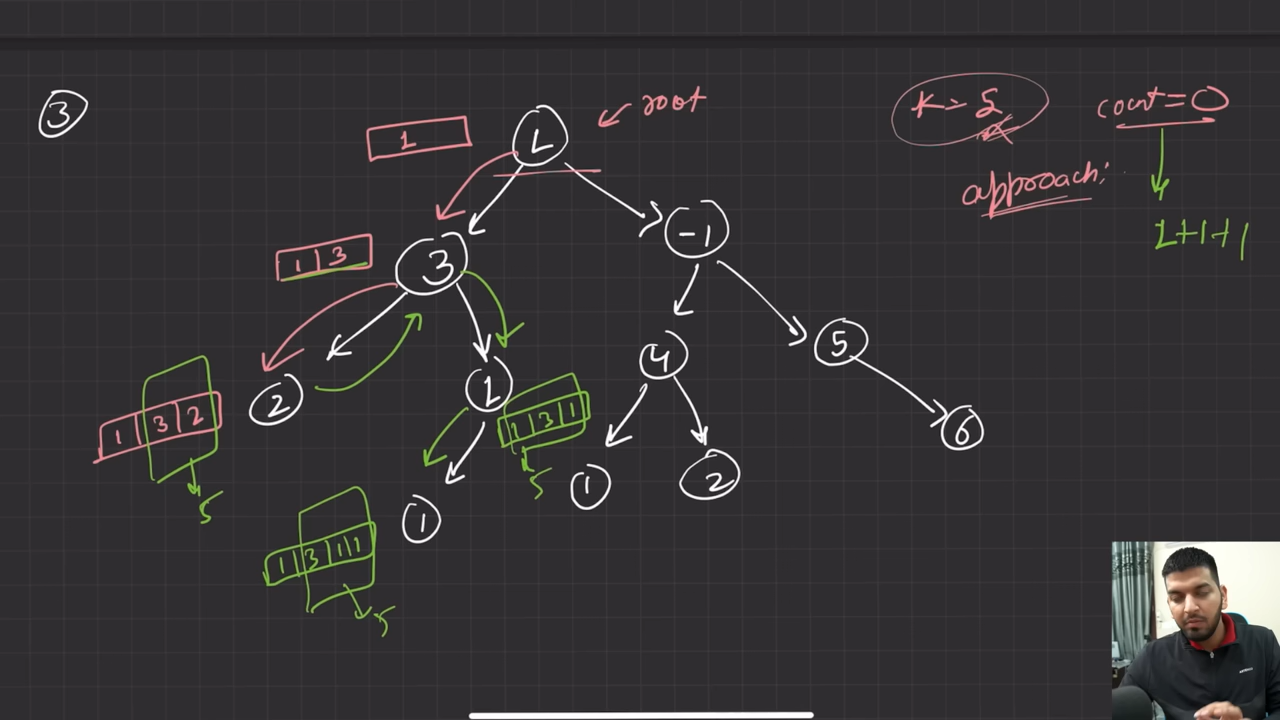 3
K=5
count=0
← root
1
1
approach:
1+1+1
-1
1 3
3
5
4
2
1
1 3 2
1 3 1
6
5
5
1
2
1
1 3 1 1
5